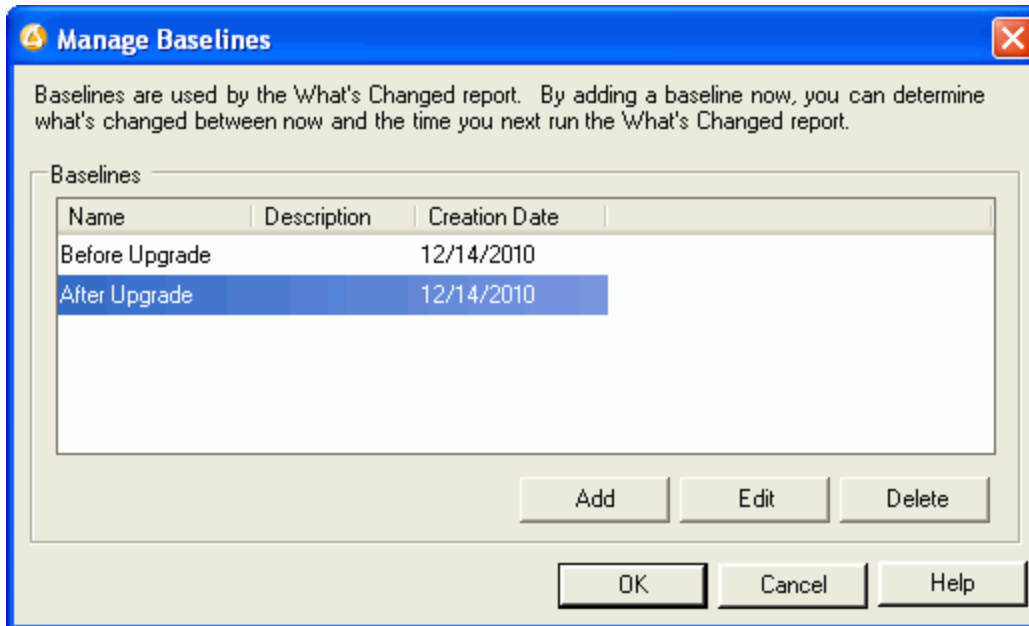 Manage Baselines
Baselines are used by the What's Changed report. By adding a baseline now, you can determine
what's changed between now and the time you next run the What's Changed report.
Baselines
Name Description Creation Date
Before Upgrade 12/14/2010
After Upgrade 12/14/2010
Add Edit Delete
OK Cancel Help